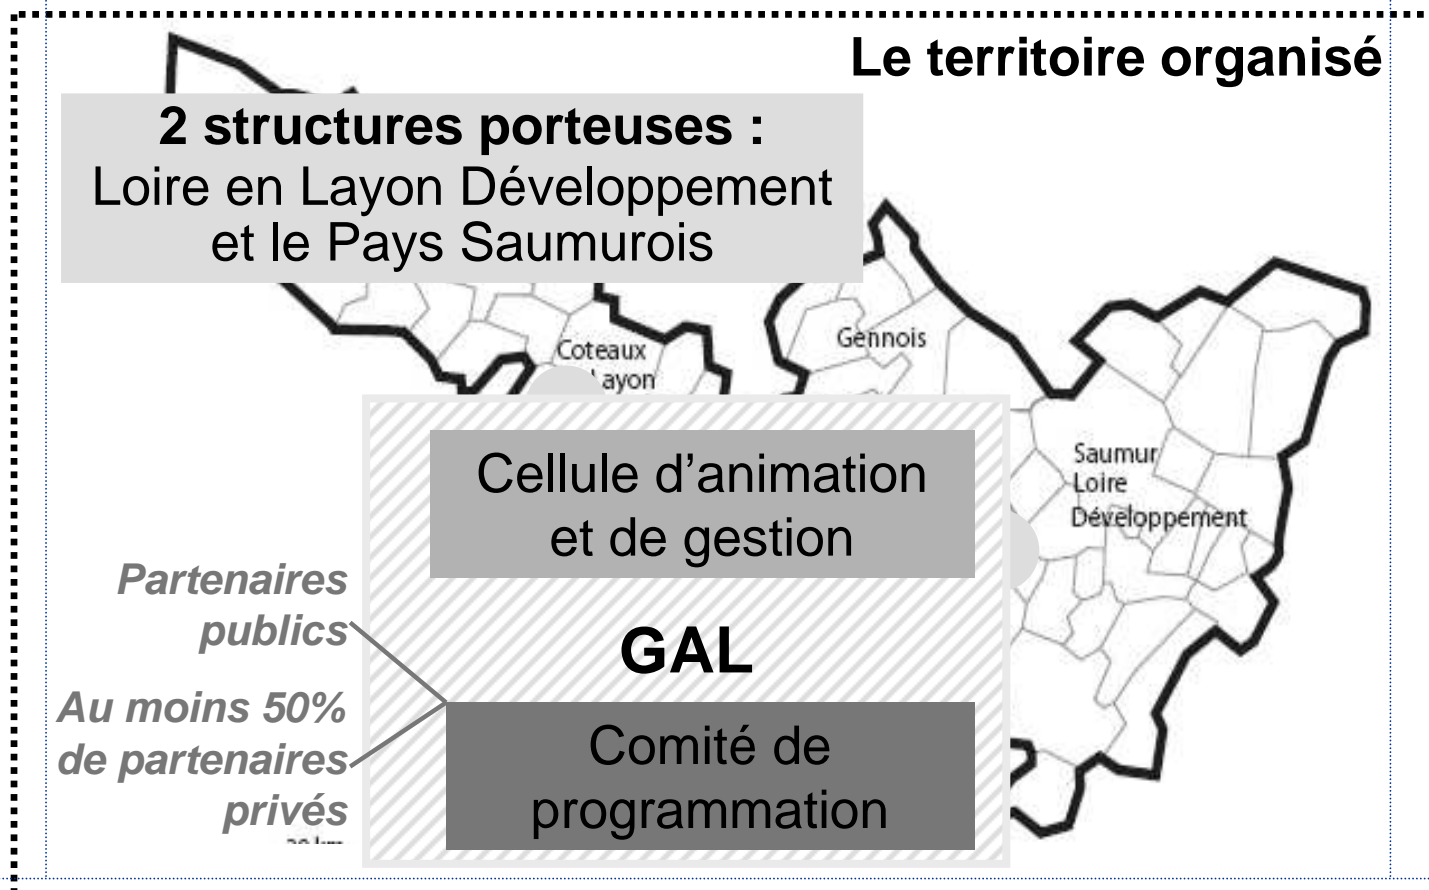 Le territoire organisé
2 structures porteuses :
Loire en Layon Développement
et le Pays Saumurois
Gennois
Coteaux
ayon
Saumur
Loire
Développement
Cellule d’animation
et de gestion
Partenaires
publics
GAL
Au moins 50%
de partenaires
privés
Comité de
programmation